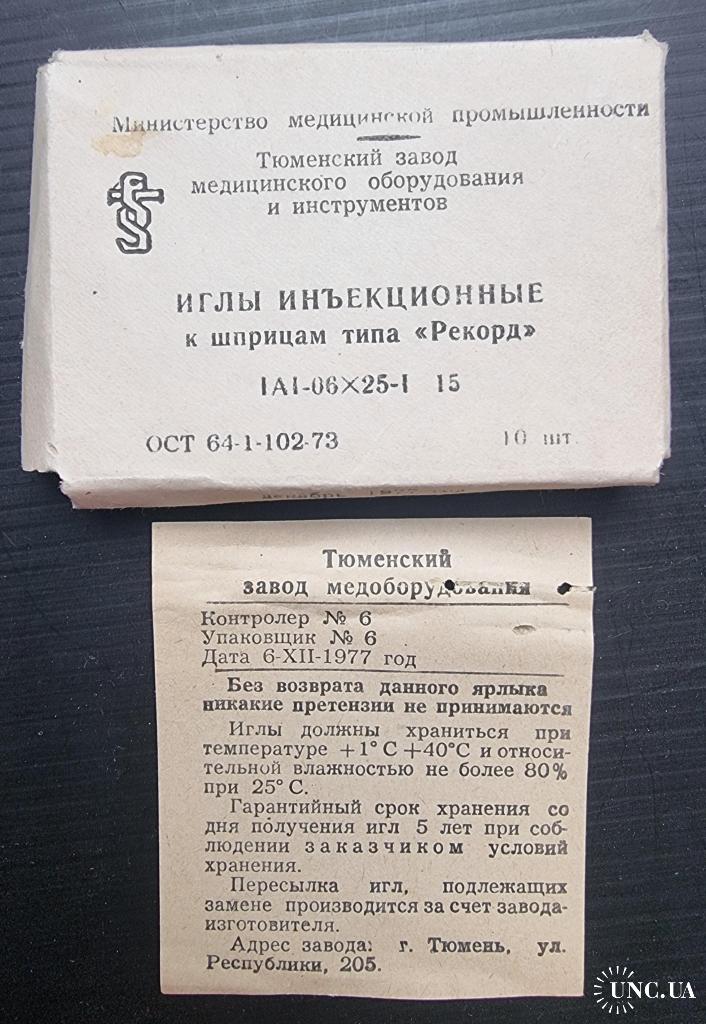 Министерство медицинской промышленности
Тюменский завод
медицинского оборудования
и инструментов
ИГЛЫ ИНЪЕКЦИОННЫЕ
к шприцам типа «Рекорд»
1А1-06×25-1 15
ОСТ 64-1-102-73 10 шт.
декабрь 1977
Тюменский
завод медоборудования
Контролер № 6
Упаковщик № 6
Дата 6-XII-1977 год
Без возврата данного ярлыка
никакие претензии не принимаются
Иглы должны храниться при
температуре +1° С +40°С и относи-
тельной влажностью не более 80%
при 25° С.
Гарантийный срок хранения со
дня получения игл 5 лет при соб-
людении заказчиком условий
хранения.
Пересылка игл, подлежащих
замене производится за счет завода-
изготовителя.
Адрес завода: г. Тюмень, ул.
Республики, 205.
UNC.UA